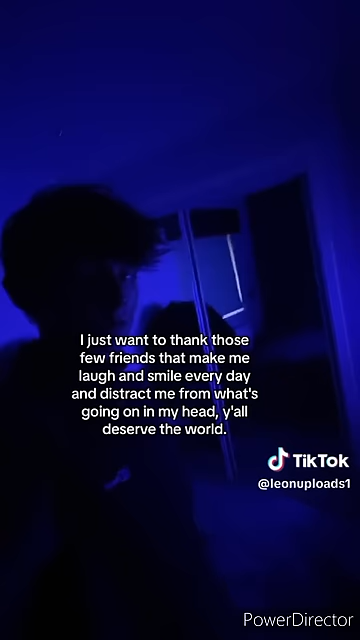 I just want to thank those
few friends that make me
laugh and smile every day
and distract me from what's
going on in my head, y'all
deserve the world.
TikTok
@leonuploads1
PowerDirector